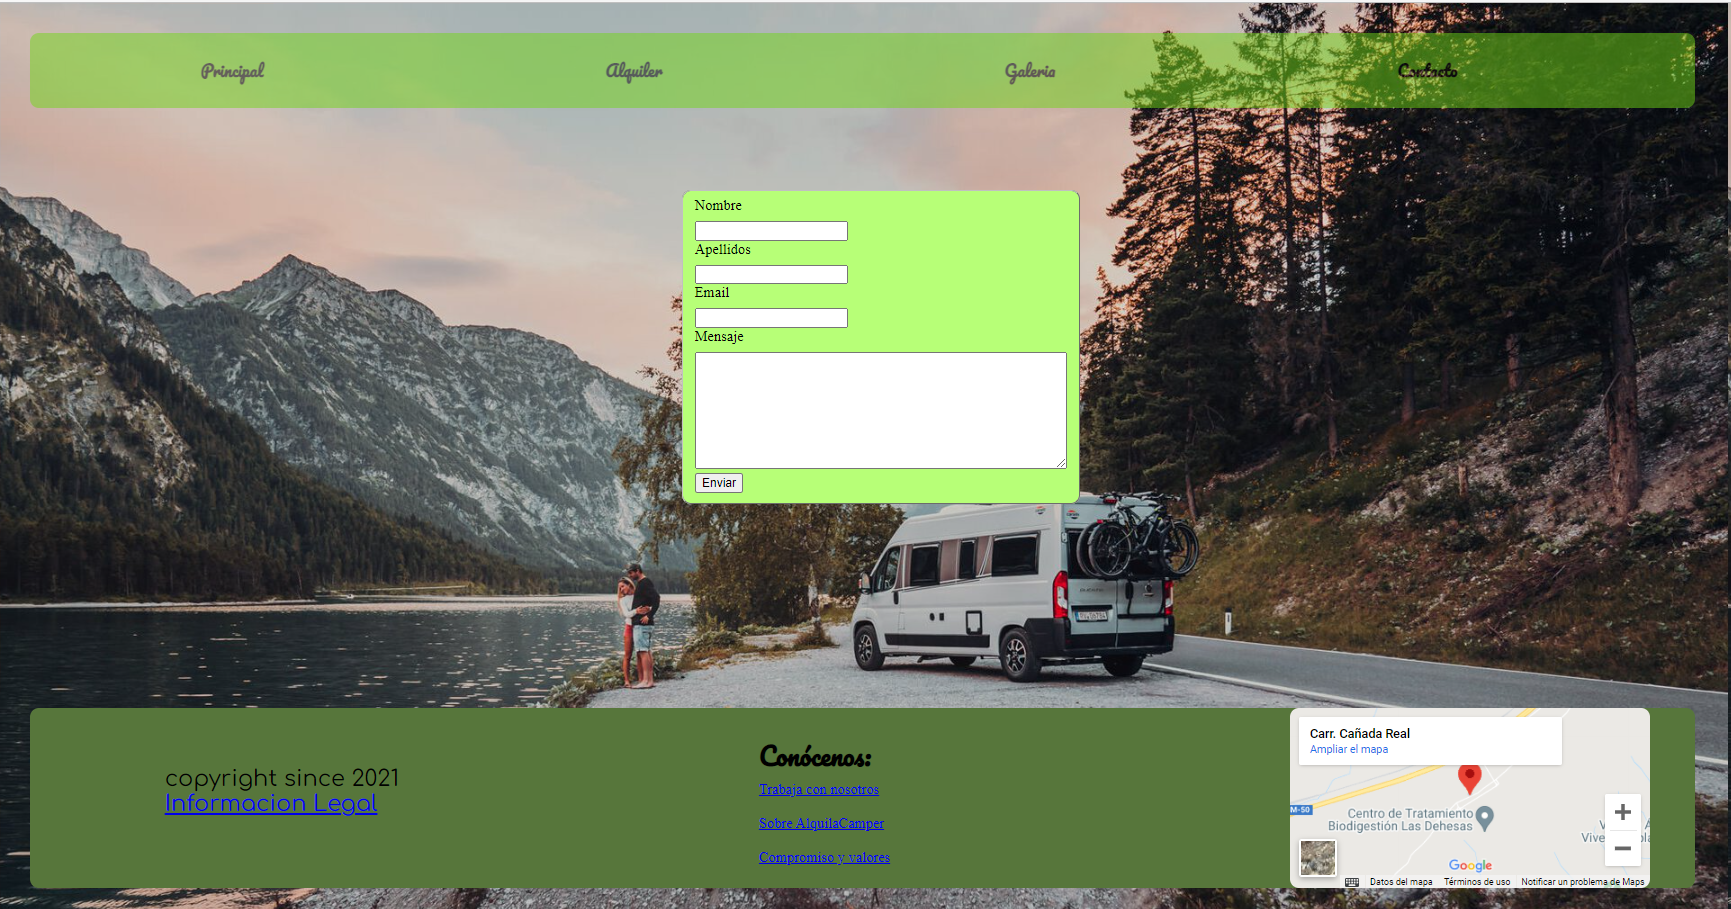 Principal
Alquiler
Galeria
Contacto
Nombre
Apellidos
Email
Mensaje
Enviar
copyright since 2021
Informacion Legal
Conócenos:
Trabaja con nosotros
Sobre AlquilaCamper
Compromiso y valores
Carr. Cañada Real
Ampliar el mapa
M-50
Centro de Tratamiento
Biodigestión Las Dehesas
Google
Datos del mapa
Términos de uso
Notificar un problema de Maps